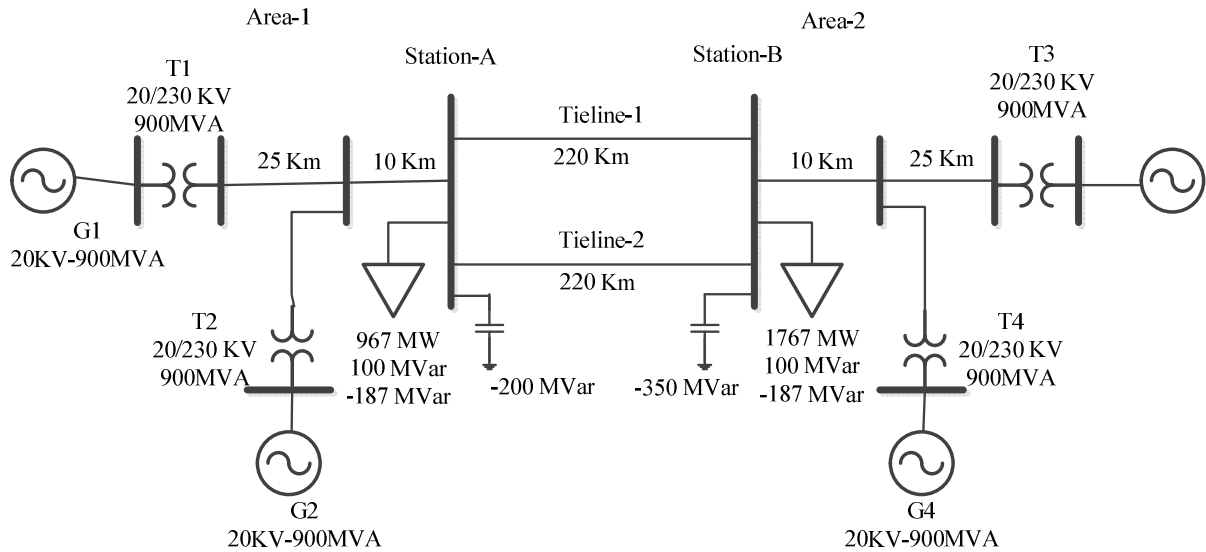 Area-1
Area-2
Station-A
Station-B
T1
20/230 KV
900MVA
T3
20/230 KV
900MVA
Tieline-1
220 Km
25 Km
10 Km
10 Km
25 Km
G1
20KV-900MVA
Tieline-2
220 Km
T2
20/230 KV
900MVA
967 MW
100 MVar
-187 MVar
-200 MVar
-350 MVar
1767 MW
100 MVar
-187 MVar
T4
20/230 KV
900MVA
G2
20KV-900MVA
G4
20KV-900MVA